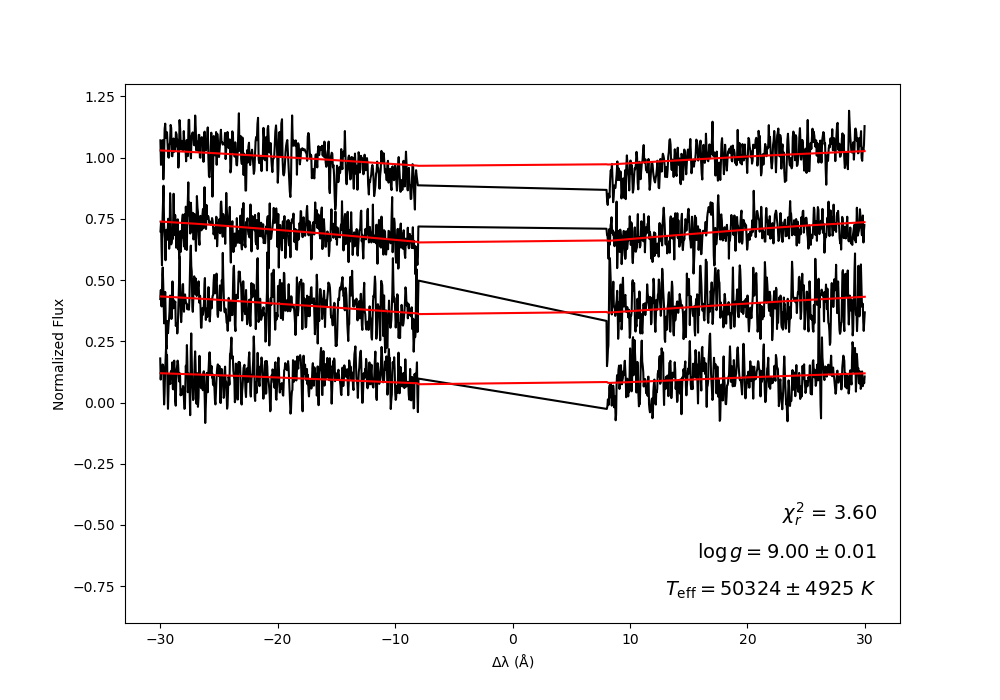 1.25
1.00
0.75
0.50
0.25
0.00
−0.25
−0.50
−0.75
Normalized Flux
χ²ᵣ = 3.60
log g = 9.00 ± 0.01
T_eff = 50324 ± 4925 K
−30 −20 −10 0 10 20 30
Δλ (Å)